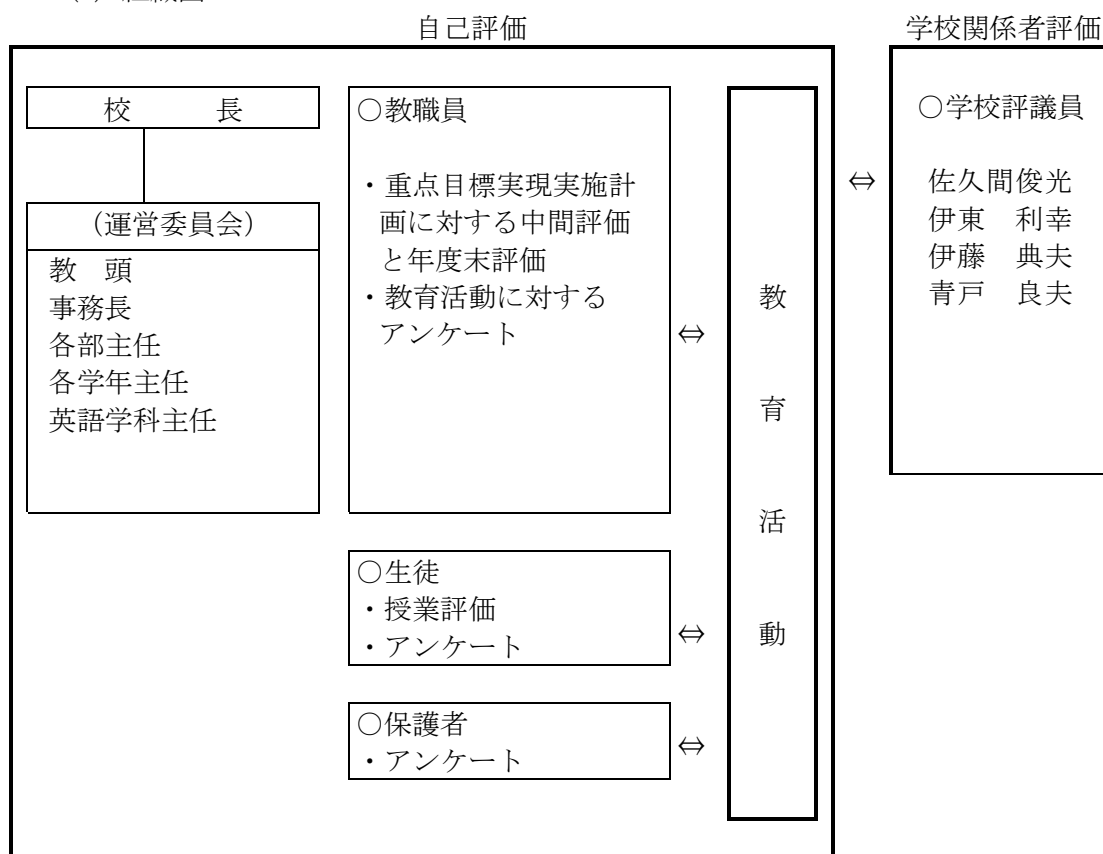 自己評価
学校関係者評価
校　　長
（運営委員会）
教　頭
事務長
各部主任
各学年主任
英語学科主任
○教職員
・重点目標実現実施計
画に対する中間評価
と年度末評価
・教育活動に対する
アンケート
⇔
○生徒
・授業評価
・アンケート
⇔
○保護者
・アンケート
⇔
教育活動
⇔
○学校評議員
佐久間俊光
伊東　利幸
伊藤　典夫
青戸　良夫